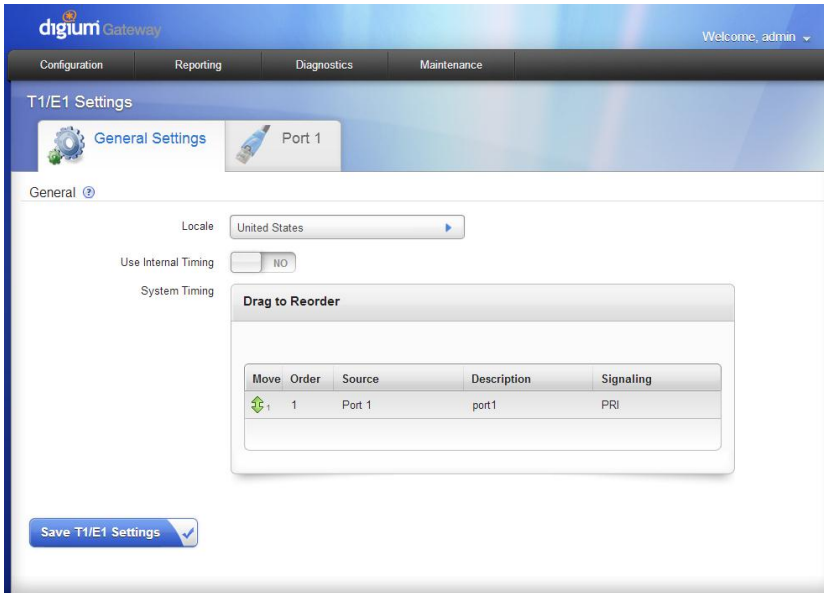 digium Gateway
Welcome, admin
Configuration Reporting Diagnostics Maintenance
T1/E1 Settings
General Settings Port 1
General ?
Locale United States
Use Internal Timing NO
System Timing
Drag to Reorder
Move Order Source Description Signaling
1 1 Port 1 port1 PRI
Save T1/E1 Settings